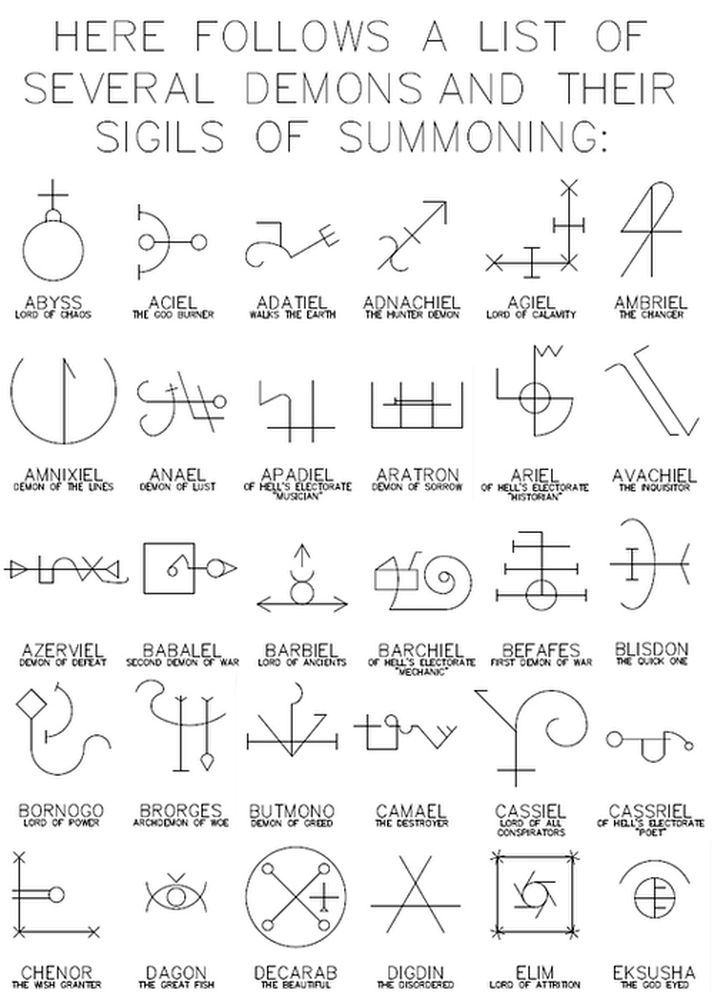 HERE FOLLOWS A LIST OF
SEVERAL DEMONS AND THEIR
SIGILS OF SUMMONING:
ABYSS
LORD OF CHAOS
ACIEL
THE GOD BURNER
ADATIEL
WALKS THE EARTH
ADNACHIEL
THE HUNTER DEMON
AGIEL
LORD OF CALAMITY
AMBRIEL
THE CHANGER
AMNIXIEL
DEMON OF THE LINES
ANAEL
DEMON OF LUST
APADIEL
OF HELL'S ELECTORATE
"MUSICIAN"
ARATRON
DEMON OF SORROW
ARIEL
OF HELL'S ELECTORATE
"HISTORIAN"
AVACHIEL
THE INQUISITOR
AZERVIEL
DEMON OF DEFEAT
BABALEL
SECOND DEMON OF WAR
BARBIEL
LORD OF ANCIENTS
BARCHIEL
OF HELL'S ELECTORATE
"MECHANIC"
BEFAFES
FIRST DEMON OF WAR
BLISDON
THE QUICK ONE
BORNOGO
LORD OF POWER
BRORGES
ARCHDEMON OF WOE
BUTMONO
DEMON OF GREED
CAMAEL
THE DESTROYER
CASSIEL
LORD OF ALL
CONSPIRATORS
CASSRIEL
OF HELL'S ELECTORATE
"POET"
CHENOR
THE WISH GRANTER
DAGON
THE GREAT FISH
DECARAB
THE BEAUTIFUL
DIGDIN
THE DISORDERED
ELIM
LORD OF ATTRITION
EKSUSHA
THE GOD EYED